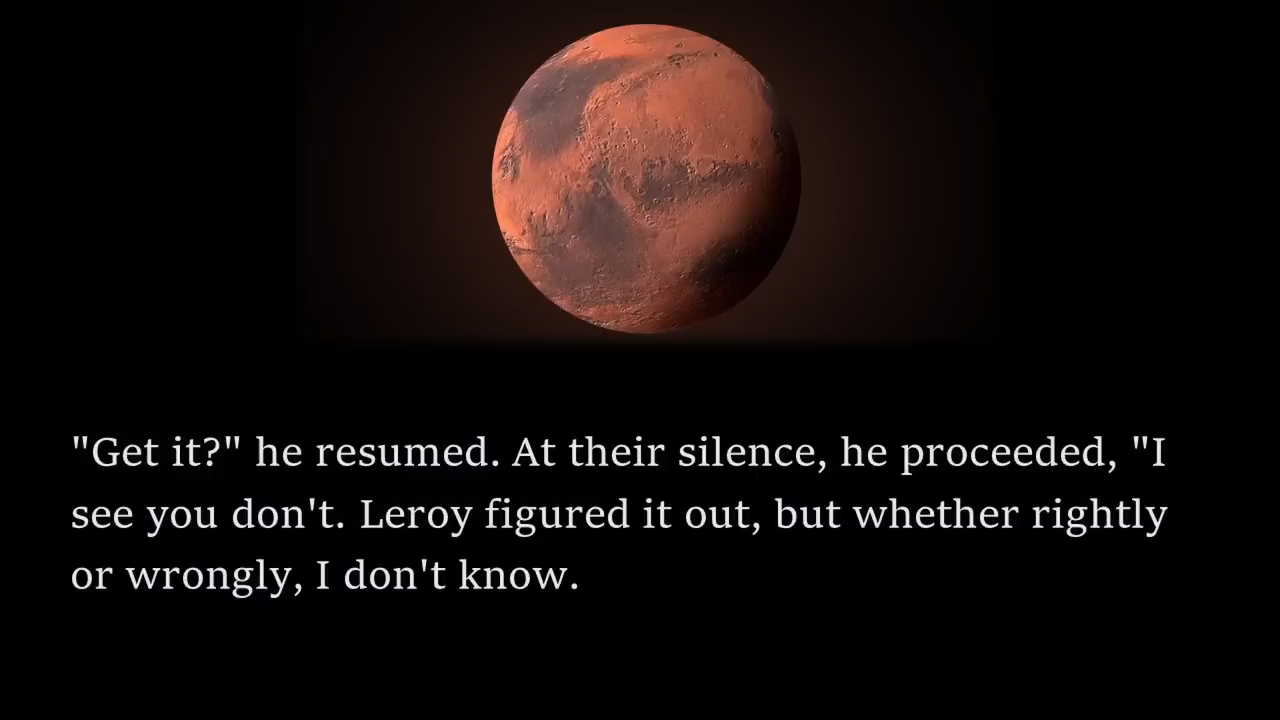 "Get it?" he resumed. At their silence, he proceeded, "I
see you don't. Leroy figured it out, but whether rightly
or wrongly, I don't know.